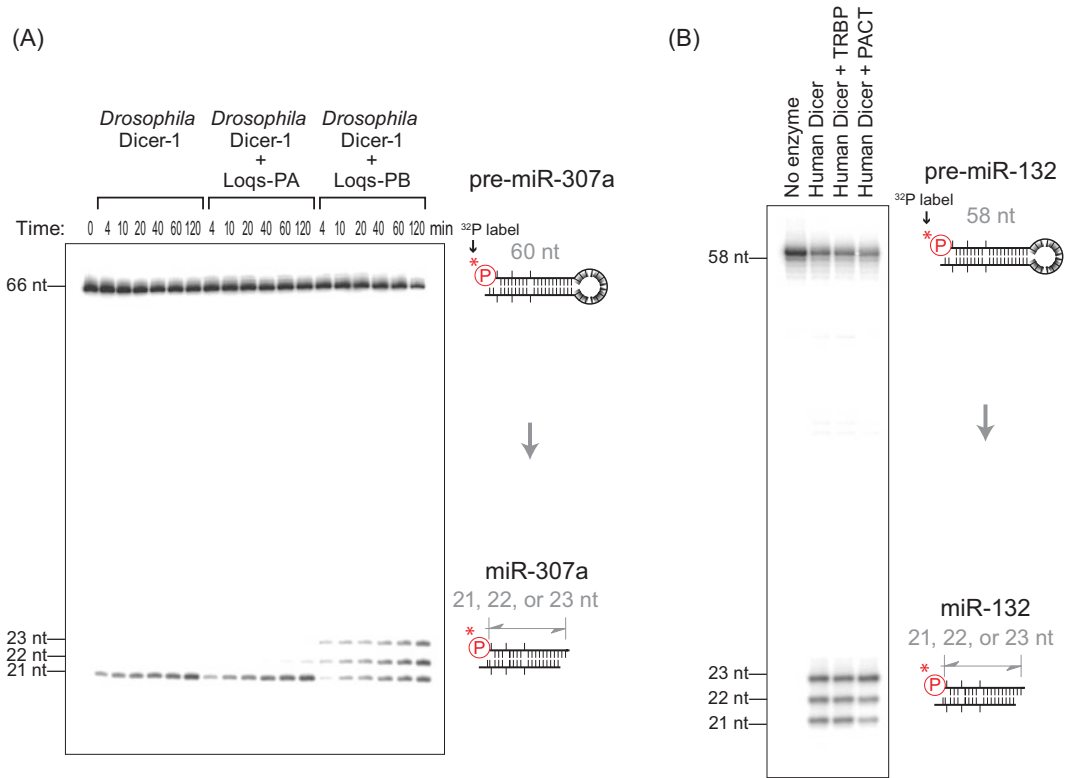 (A)
Drosophila
Dicer-1
Drosophila
Dicer-1
+
Loqs-PA
Drosophila
Dicer-1
+
Loqs-PB
Time: 0 4 10 20 40 60 120 4 10 20 40 60 120 4 10 20 40 60 120 min
66 nt
23 nt
22 nt
21 nt
pre-miR-307a
32P label
60 nt
*
P
miR-307a
21, 22, or 23 nt
*
P
(B)
No enzyme
Human Dicer
Human Dicer + TRBP
Human Dicer + PACT
58 nt
23 nt
22 nt
21 nt
pre-miR-132
32P label
58 nt
*
P
miR-132
21, 22, or 23 nt
*
P